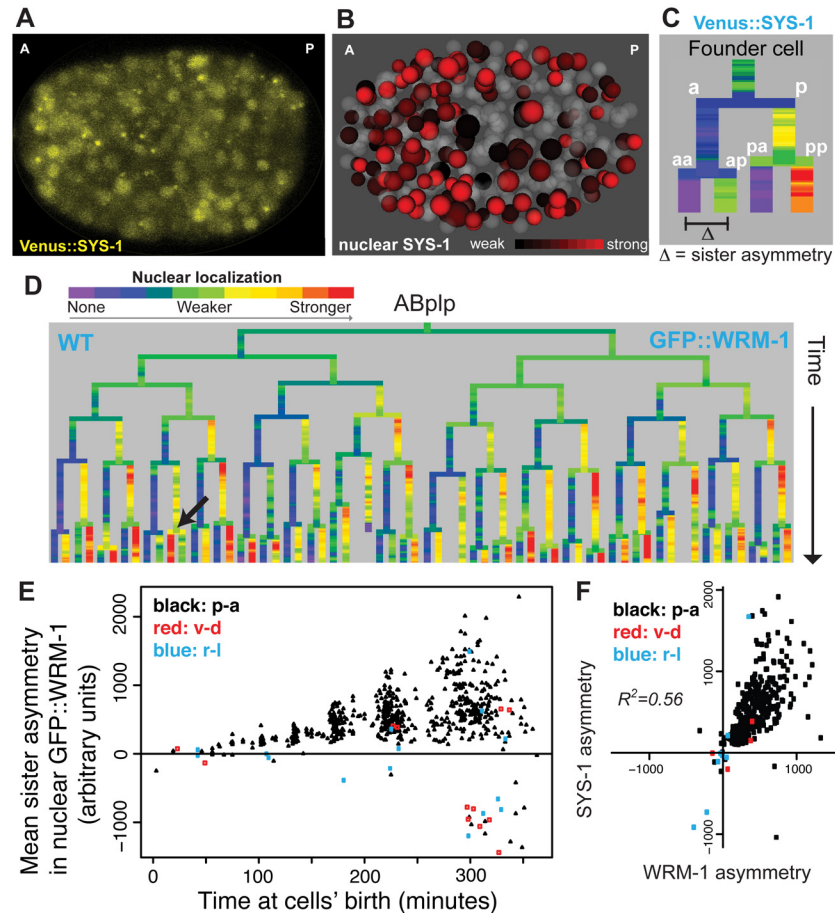 A
A P
Venus::SYS-1
B
A P
nuclear SYS-1 weak strong
C
Venus::SYS-1
Founder cell
a p
aa ap pa pp
Δ
Δ = sister asymmetry
D
Nuclear localization
None Weaker Stronger
ABplp
WT GFP::WRM-1
Time
E
black: p-a
red: v-d
blue: r-l
Mean sister asymmetry
in nuclear GFP::WRM-1
(arbitrary units)
2000
1000
0
-1000
0 100 200 300
Time at cells' birth (minutes)
F
black: p-a
red: v-d
blue: r-l
R²=0.56
SYS-1 asymmetry
2000
1000
−1000 0 1000
-1000
WRM-1 asymmetry